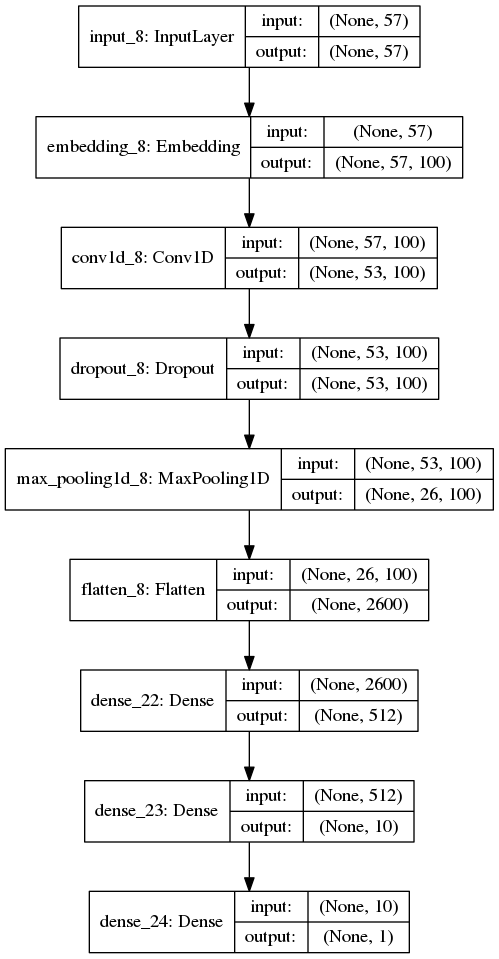 input_8: InputLayer
input: (None, 57)
output: (None, 57)
embedding_8: Embedding
input: (None, 57)
output: (None, 57, 100)
conv1d_8: Conv1D
input: (None, 57, 100)
output: (None, 53, 100)
dropout_8: Dropout
input: (None, 53, 100)
output: (None, 53, 100)
max_pooling1d_8: MaxPooling1D
input: (None, 53, 100)
output: (None, 26, 100)
flatten_8: Flatten
input: (None, 26, 100)
output: (None, 2600)
dense_22: Dense
input: (None, 2600)
output: (None, 512)
dense_23: Dense
input: (None, 512)
output: (None, 10)
dense_24: Dense
input: (None, 10)
output: (None, 1)